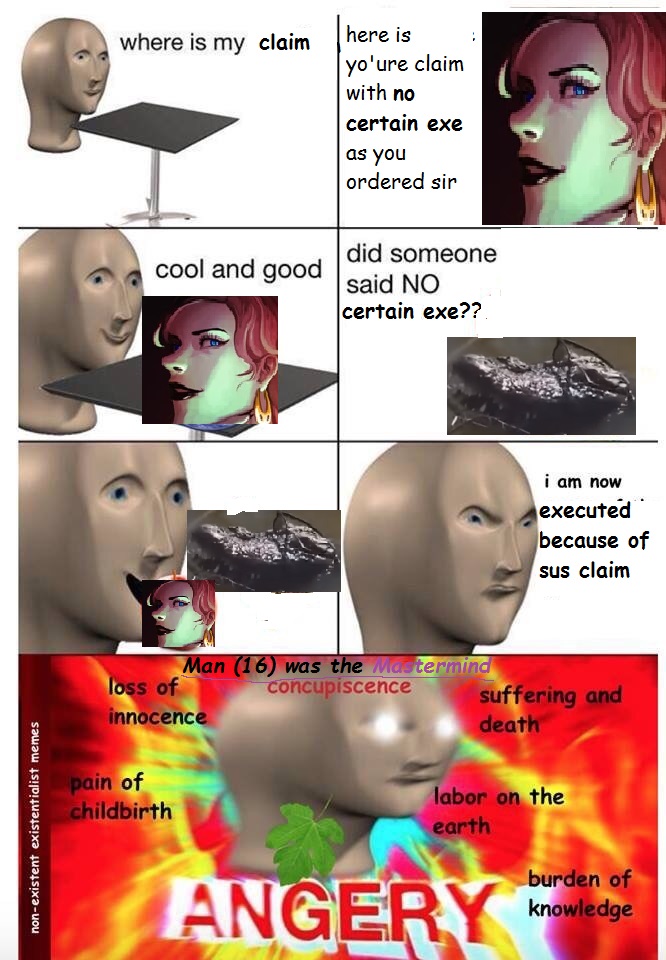 where is my claim
here is
yo'ure claim
with no
certain exe
as you
ordered sir
cool and good
did someone
said NO
certain exe??
i am now
executed
because of
sus claim
Man (16) was the Mastermind
concupiscence
loss of
innocence
suffering and
death
pain of
childbirth
labor on the
earth
burden of
knowledge
ANGERY
non-existent existentialist memes